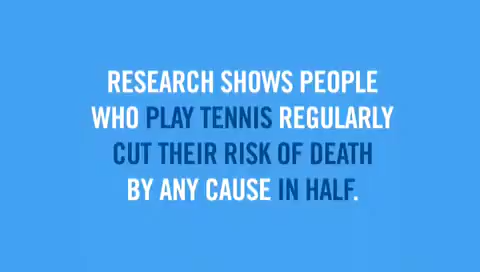 RESEARCH SHOWS PEOPLE
WHO PLAY TENNIS REGULARLY
CUT THEIR RISK OF DEATH
BY ANY CAUSE IN HALF.